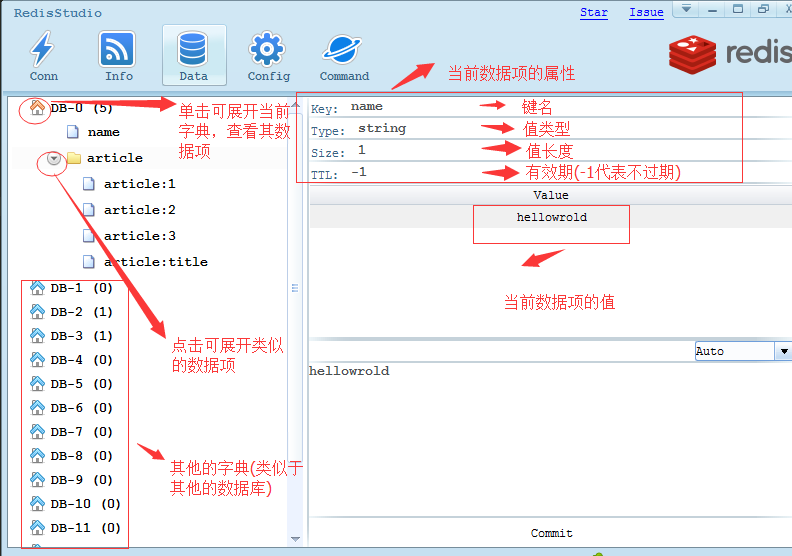 RedisStudio
Star Issue
Conn Info Data Config Command
redis
当前数据项的属性
DB-0 (5)
name
article
article:1
article:2
article:3
article:title
DB-1 (0)
DB-2 (1)
DB-3 (1)
DB-4 (0)
DB-5 (0)
DB-6 (0)
DB-7 (0)
DB-8 (0)
DB-9 (0)
DB-10 (0)
DB-11 (0)
单击可展开当前
字典，查看其数
据项
点击可展开类似
的数据项
其他的字典(类似于
其他的数据库)
Key: name 键名
Type: string 值类型
Size: 1 值长度
TTL: -1 有效期(-1代表不过期)
Value
hellowrold
当前数据项的值
Auto
hellowrold
Commit